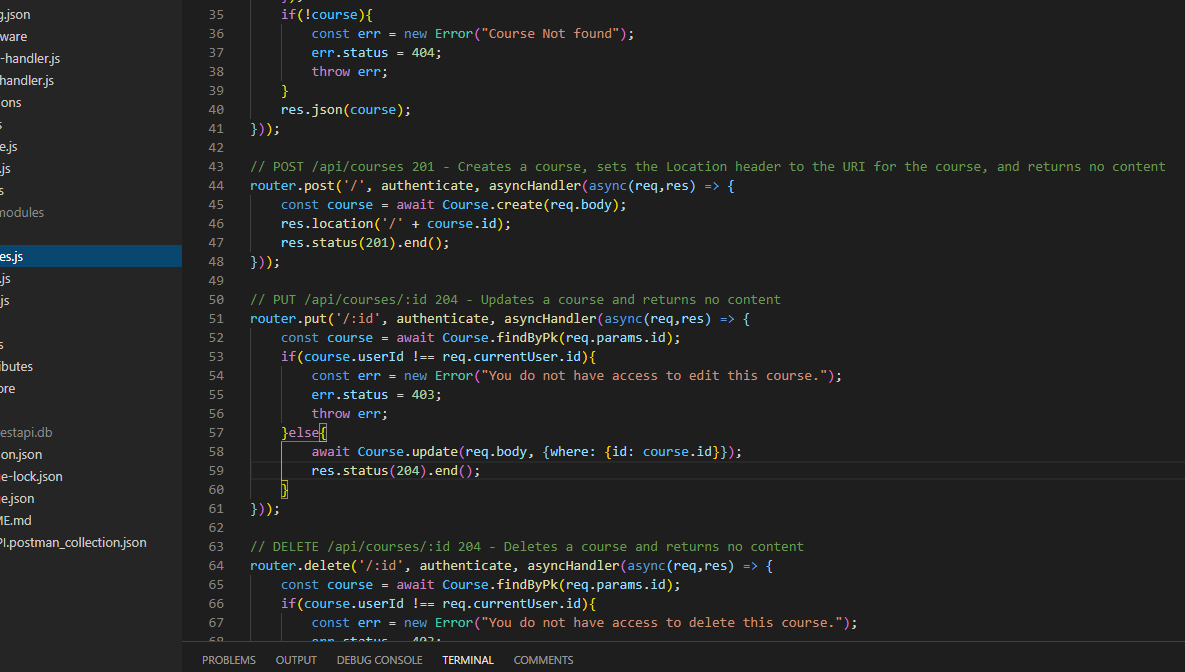 g.json
ware
-handler.js
handler.js
ons
s
e.js
.js
s
modules
es.js
.js
.js
s
ibutes
ore
estapi.db
on.json
e-lock.json
e.json
ME.md
PI.postman_collection.json
35 if(!course){
36 const err = new Error("Course Not found");
37 err.status = 404;
38 throw err;
39 }
40 res.json(course);
41 }));
42
43 // POST /api/courses 201 - Creates a course, sets the Location header to the URI for the course, and returns no content
44 router.post('/', authenticate, asyncHandler(async(req,res) => {
45 const course = await Course.create(req.body);
46 res.location('/' + course.id);
47 res.status(201).end();
48 }));
49
50 // PUT /api/courses/:id 204 - Updates a course and returns no content
51 router.put('/:id', authenticate, asyncHandler(async(req,res) => {
52 const course = await Course.findByPk(req.params.id);
53 if(course.userId !== req.currentUser.id){
54 const err = new Error("You do not have access to edit this course.");
55 err.status = 403;
56 throw err;
57 }else{
58 await Course.update(req.body, {where: {id: course.id}});
59 res.status(204).end();
60 }
61 }));
62
63 // DELETE /api/courses/:id 204 - Deletes a course and returns no content
64 router.delete('/:id', authenticate, asyncHandler(async(req,res) => {
65 const course = await Course.findByPk(req.params.id);
66 if(course.userId !== req.currentUser.id){
67 const err = new Error("You do not have access to delete this course.");
68 err.status = 403;
PROBLEMS OUTPUT DEBUG CONSOLE TERMINAL COMMENTS